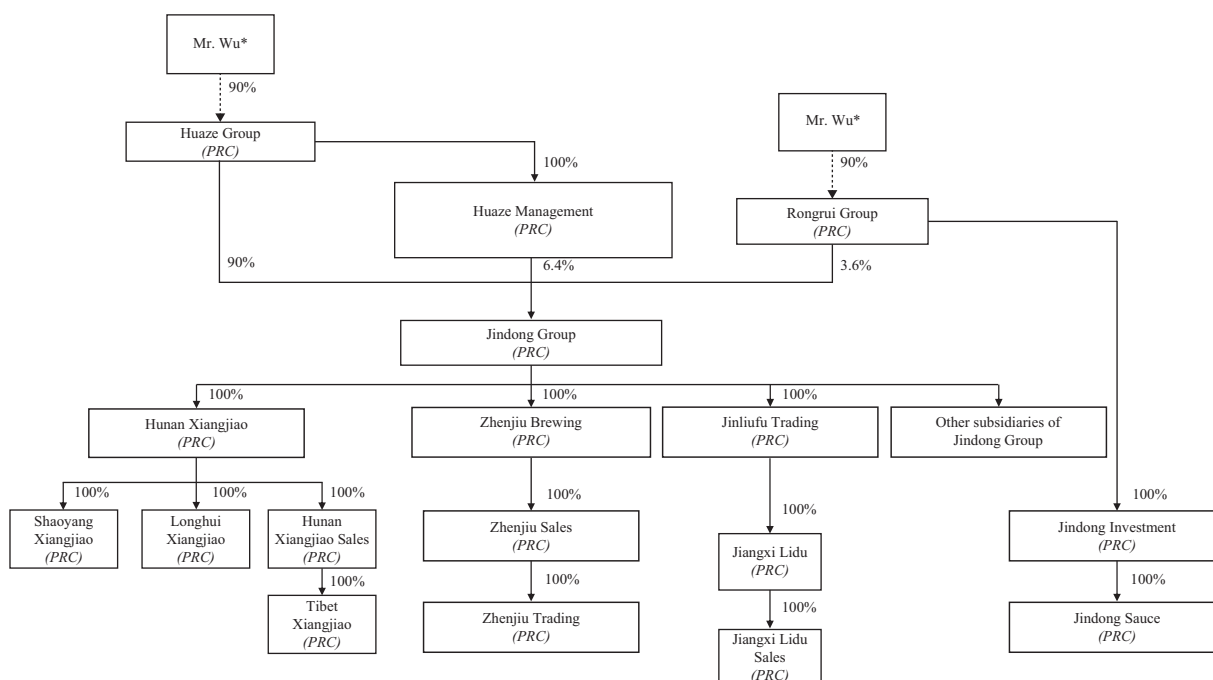 Mr. Wu*
90%
Mr. Wu*
Huaze Group
(PRC)
100%
90%
Huaze Management
(PRC)
Rongrui Group
(PRC)
90%
6.4%
3.6%
Jindong Group
(PRC)
100%
100%
100%
Hunan Xiangjiao
(PRC)
Zhenjiu Brewing
(PRC)
Jinliufu Trading
(PRC)
Other subsidiaries of
Jindong Group
100%
100%
100%
100%
100%
100%
Shaoyang
Xiangjiao
(PRC)
Longhui
Xiangjiao
(PRC)
Hunan
Xiangjiao Sales
(PRC)
Zhenjiu Sales
(PRC)
Jiangxi Lidu
(PRC)
Jindong Investment
(PRC)
100%
100%
100%
100%
Tibet
Xiangjiao
(PRC)
Zhenjiu Trading
(PRC)
Jiangxi Lidu
Sales
(PRC)
Jindong Sauce
(PRC)